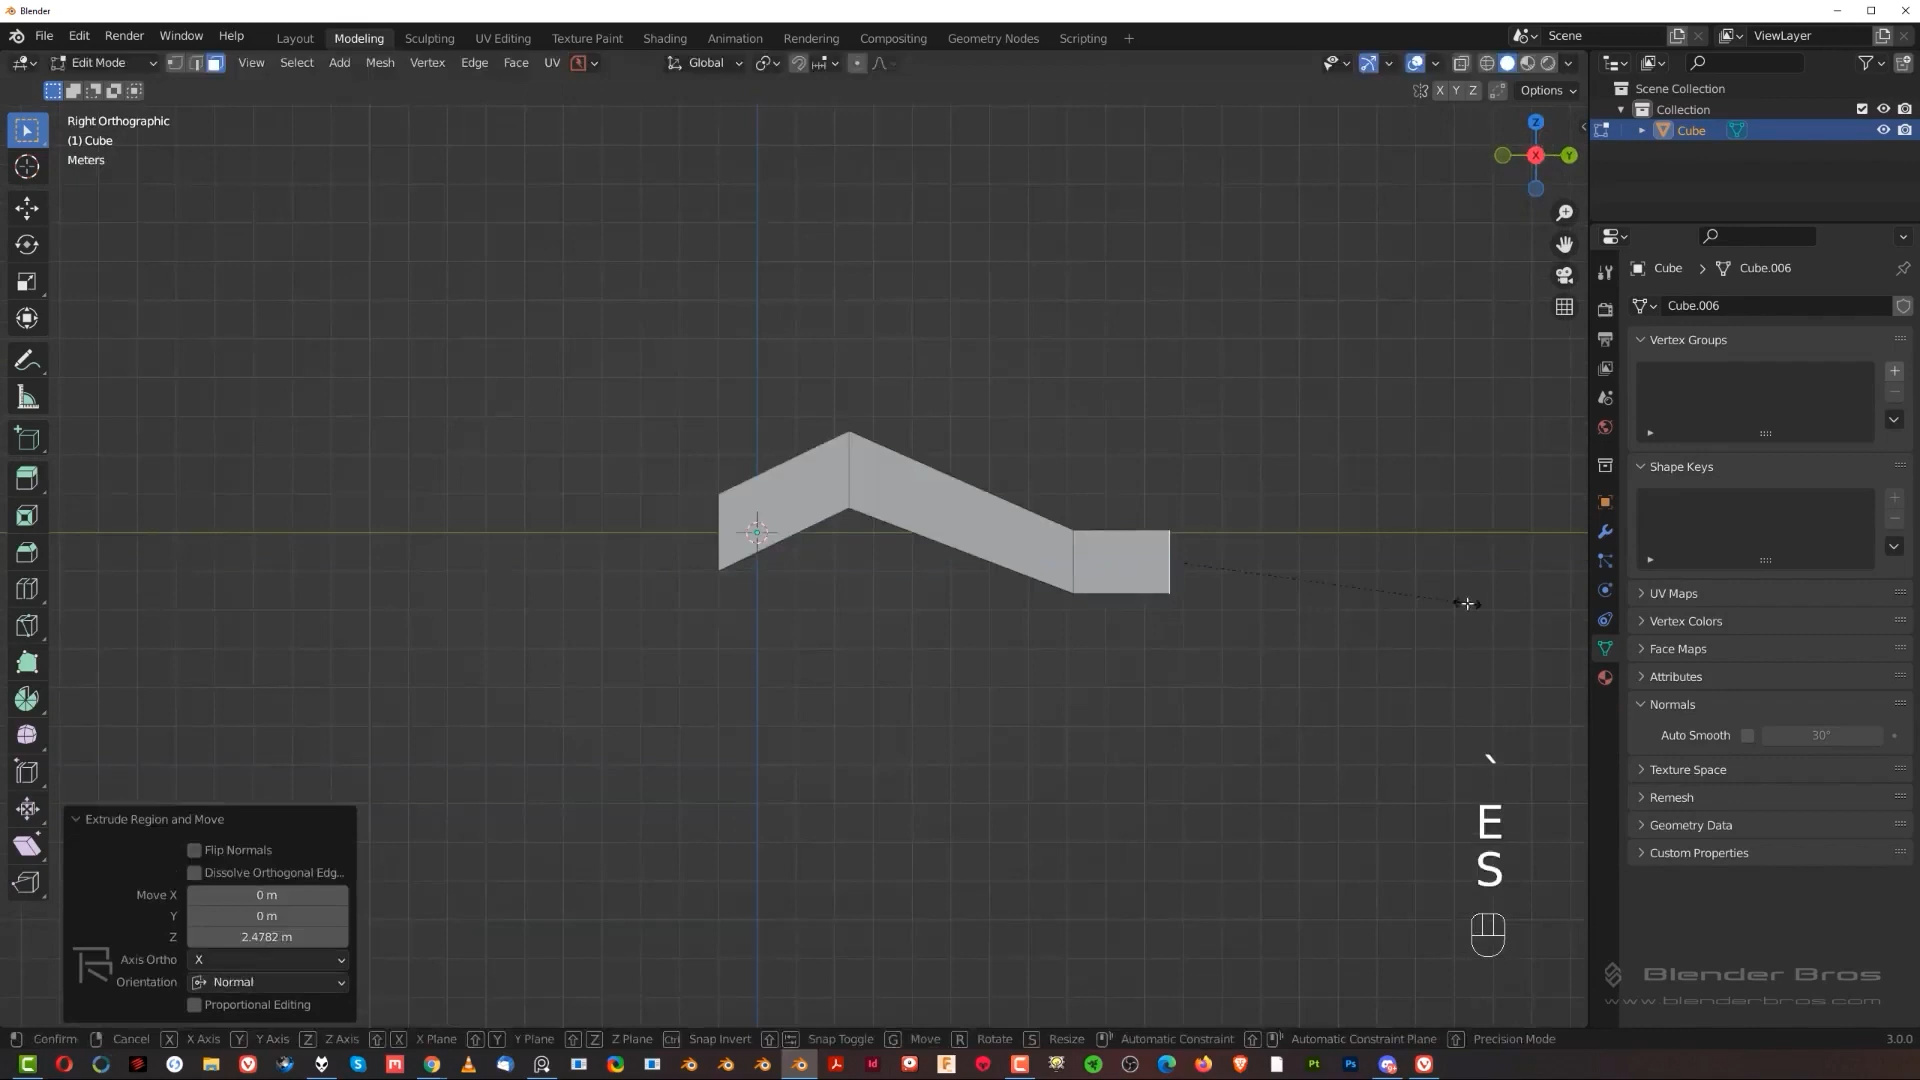 Blender
File Edit Render Window Help
Layout Modeling Sculpting UV Editing Texture Paint Shading Animation Rendering Compositing Geometry Nodes Scripting +
Scene
ViewLayer
Edit Mode
View Select Add Mesh Vertex Edge Face UV
Global
X Y Z
Options
Right Orthographic
(1) Cube
Meters
Z
X
Y
Scene Collection
Collection
Cube
Cube > Cube.006
Cube.006
Vertex Groups
Shape Keys
UV Maps
Vertex Colors
Face Maps
Attributes
Normals
Auto Smooth 30°
Texture Space
Remesh
Geometry Data
Custom Properties
`
E
S
Extrude Region and Move
Flip Normals
Dissolve Orthogonal Edg...
Move X 0 m
Y 0 m
Z 2.4782 m
Axis Ortho X
Orientation Normal
Proportional Editing
Blender Bros
www.blenderbros.com
Confirm Cancel X X Axis Y Y Axis Z Z Axis X X Plane Y Y Plane Z Z Plane Ctrl Snap Invert Snap Toggle G Move R Rotate S Resize Automatic Constraint Automatic Constraint Plane Precision Mode 3.0.0
Id
Pt
Ps